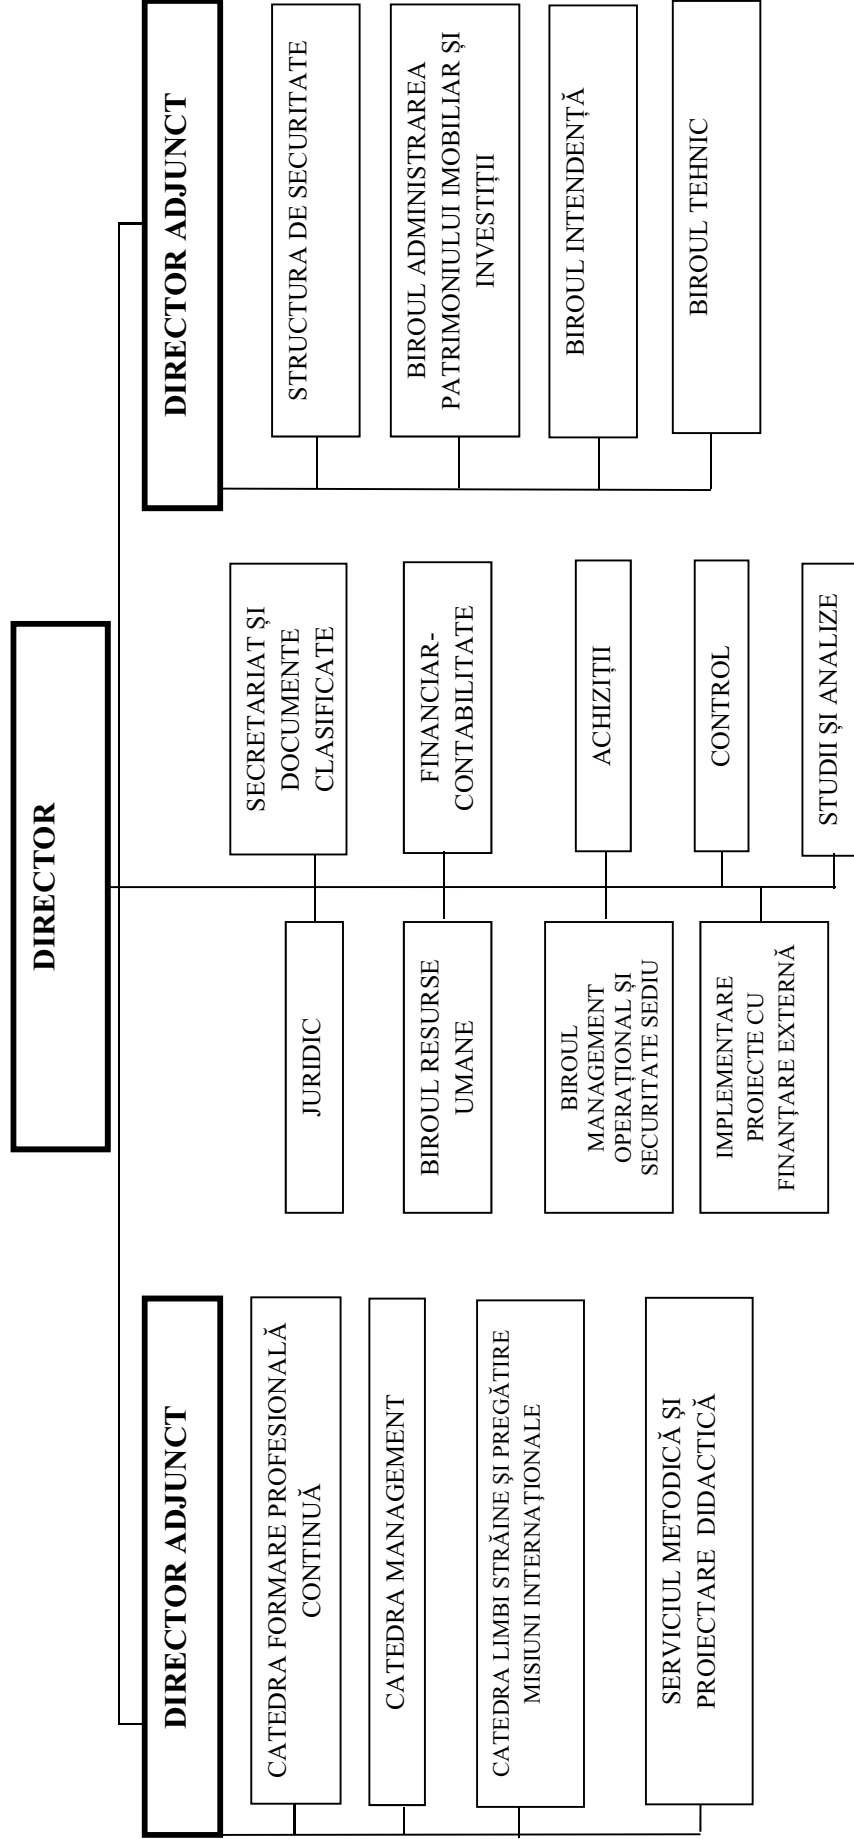 DIRECTOR
DIRECTOR ADJUNCT
CATEDRA FORMARE PROFESIONALĂ
CONTINUĂ
CATEDRA MANAGEMENT
CATEDRA LIMBI STRĂINE ȘI PREGĂTIRE
MISIUNI INTERNAȚIONALE
SERVICIUL METODICĂ ȘI
PROIECTARE DIDACTICĂ
JURIDIC
BIROUL RESURSE
UMANE
BIROUL
MANAGEMENT
OPERAȚIONAL ȘI
SECURITATE SEDIU
IMPLEMENTARE
PROIECTE CU
FINANȚARE EXTERNĂ
SECRETARIAT ȘI
DOCUMENTE
CLASIFICATE
FINANCIAR-
CONTABILITATE
ACHIZIȚII
CONTROL
STUDII ȘI ANALIZE
DIRECTOR ADJUNCT
STRUCTURA DE SECURITATE
BIROUL ADMINISTRAREA
PATRIMONIULUI IMOBILIAR ȘI
INVESTIȚII
BIROUL INTENDENȚĂ
BIROUL TEHNIC